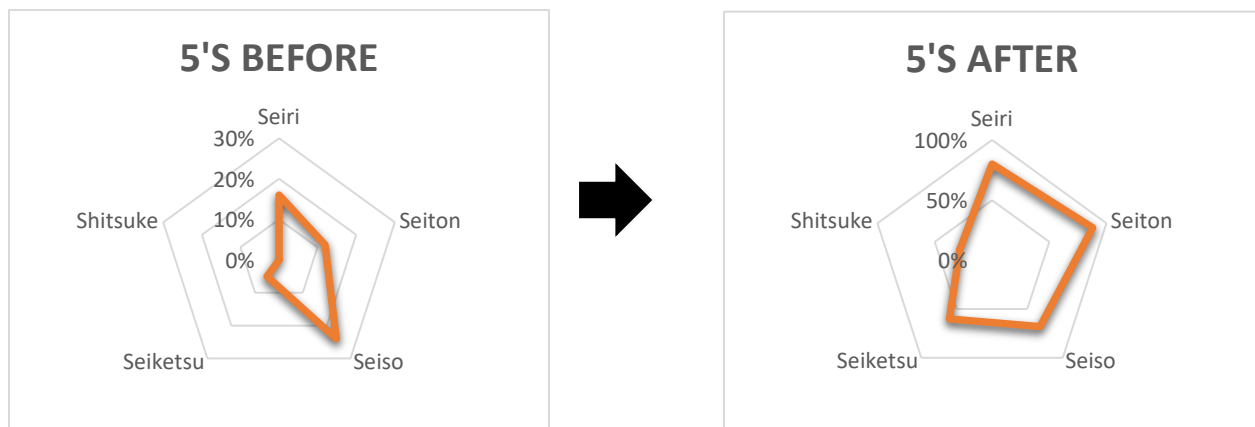 5'S BEFORE
Seiri
30%
20%
10%
0%
Seiton
Shitsuke
Seiketsu
Seiso
5'S AFTER
Seiri
100%
50%
0%
Seiton
Shitsuke
Seiketsu
Seiso